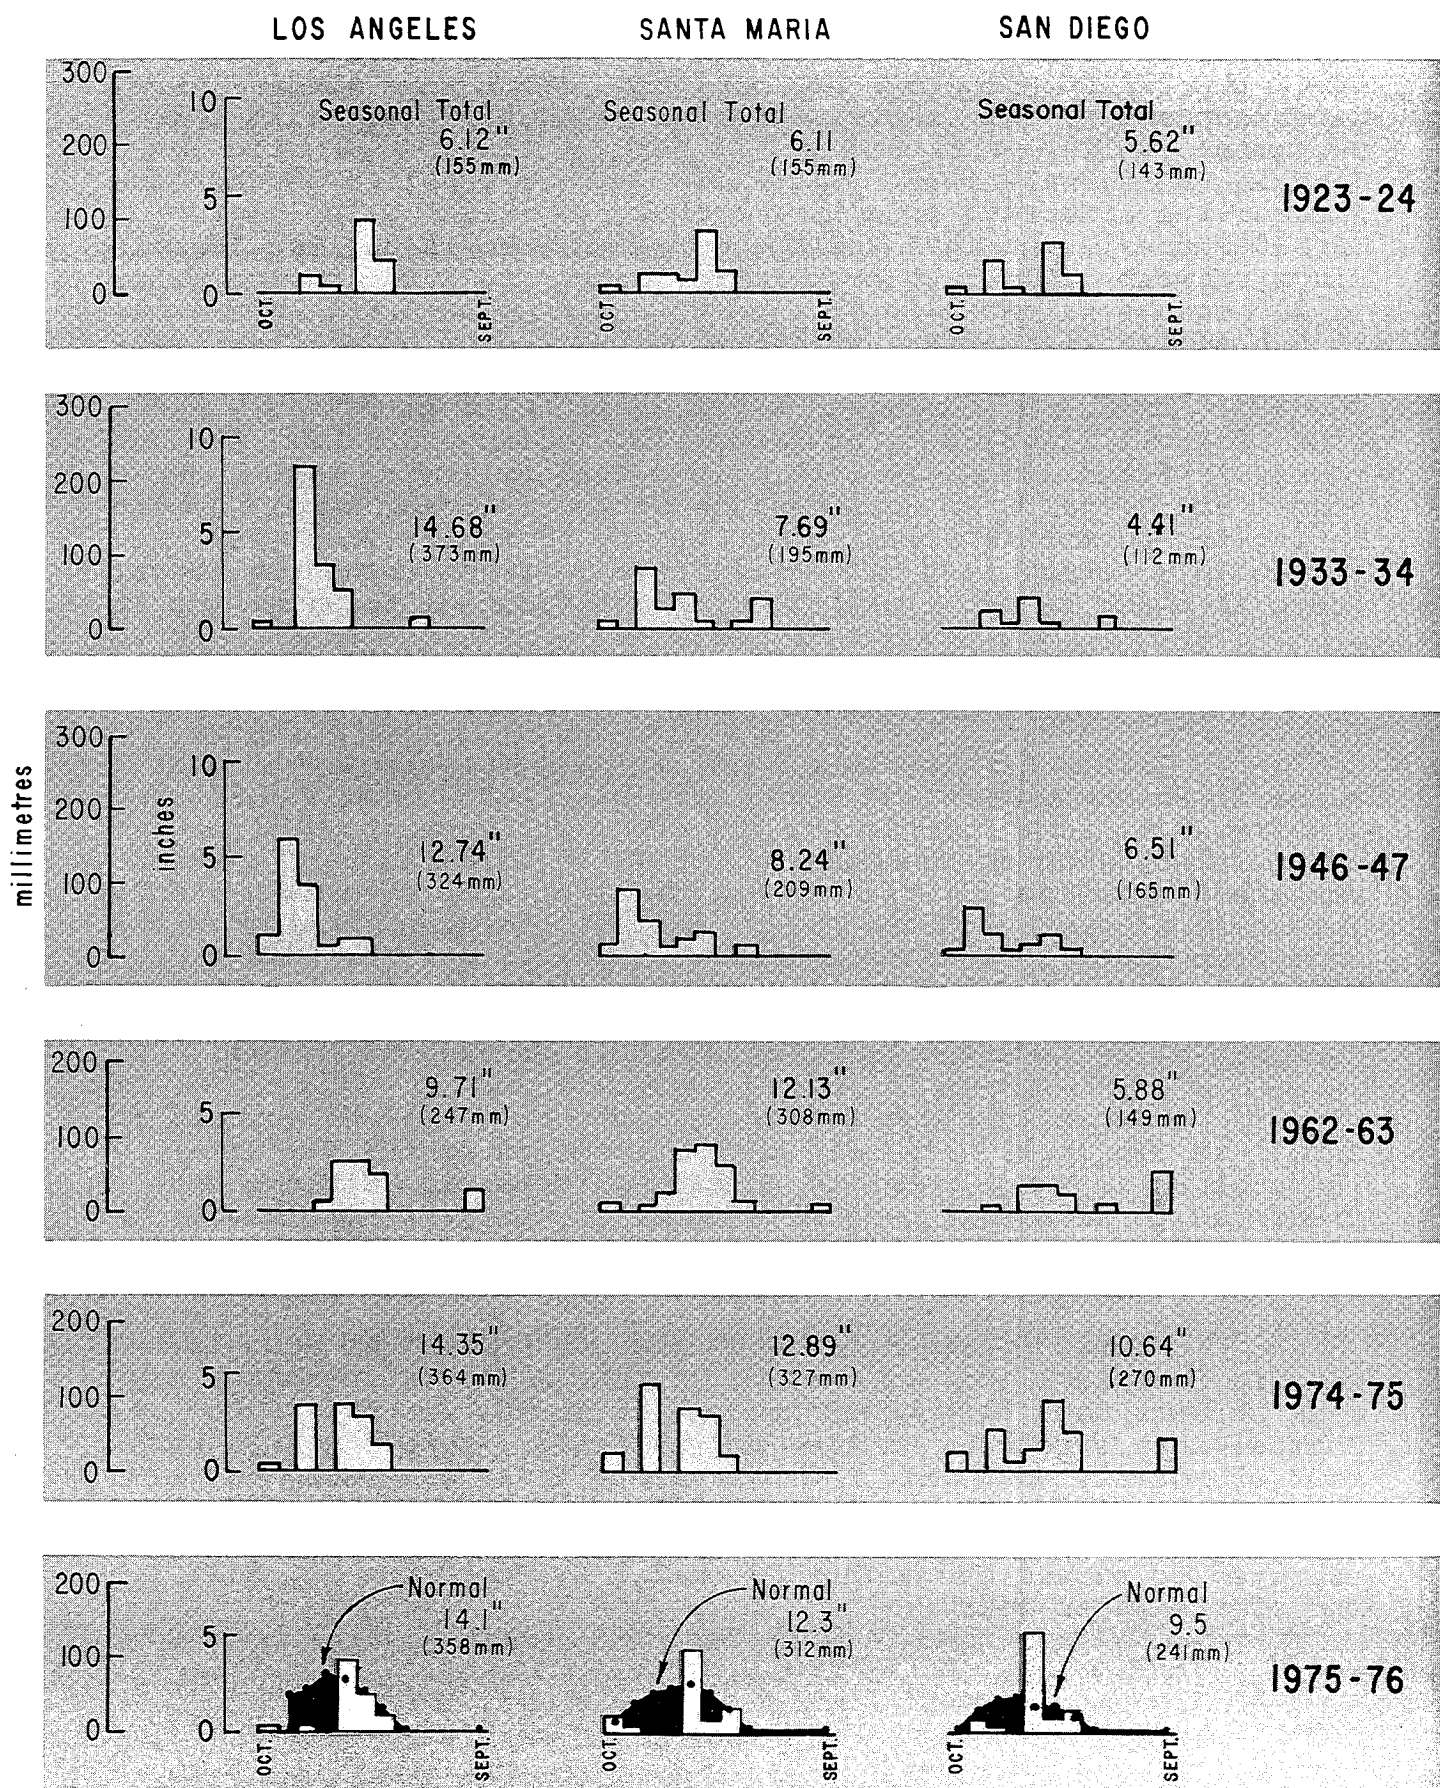 LOS ANGELES SANTA MARIA SAN DIEGO
300
200
100
0
10
5
0
Seasonal Total
6.12"
(155mm)
OCT.
SEPT.
Seasonal Total
6.11
(155mm)
OCT.
SEPT.
Seasonal Total
5.62"
(143mm)
OCT.
SEPT.
1923-24
300
200
100
0
10
5
0
14.68"
(373mm)
7.69"
(195mm)
4.41"
(112mm)
1933-34
millimetres
300
200
100
0
inches
10
5
0
12.74"
(324mm)
8.24"
(209mm)
6.51"
(165mm)
1946-47
200
100
0
5
0
9.71"
(247mm)
12.13"
(308mm)
5.88"
(149mm)
1962-63
200
100
0
5
0
14.35"
(364mm)
12.89"
(327mm)
10.64"
(270mm)
1974-75
200
100
0
5
0
Normal
14.1"
(358mm)
OCT.
SEPT.
Normal
12.3"
(312mm)
OCT.
SEPT.
Normal
9.5
(241mm)
OCT.
SEPT.
1975-76